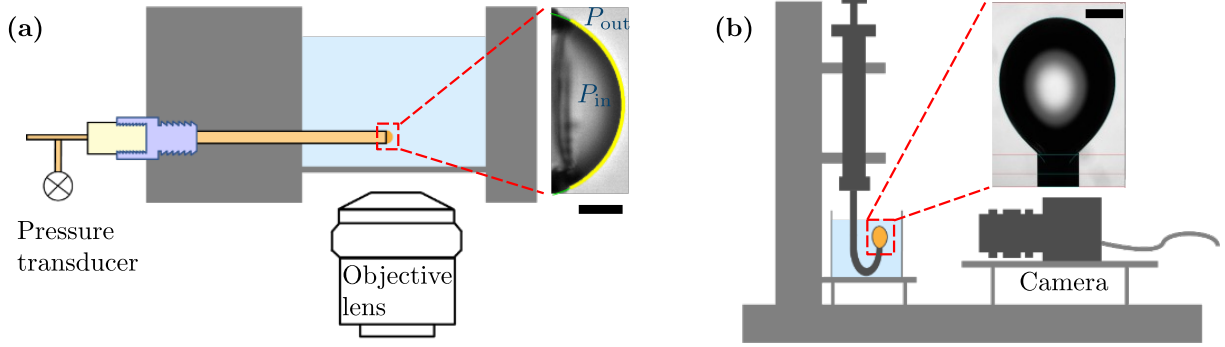 (a)
P_out
P_in
Pressure
transducer
Objective
lens
(b)
Camera